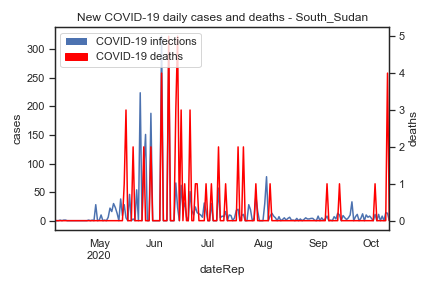 New COVID-19 daily cases and deaths - South_Sudan
COVID-19 infections
COVID-19 deaths
300
250
200
150
100
50
0
cases
5
4
3
2
1
0
deaths
May
2020
Jun
Jul
Aug
Sep
Oct
dateRep